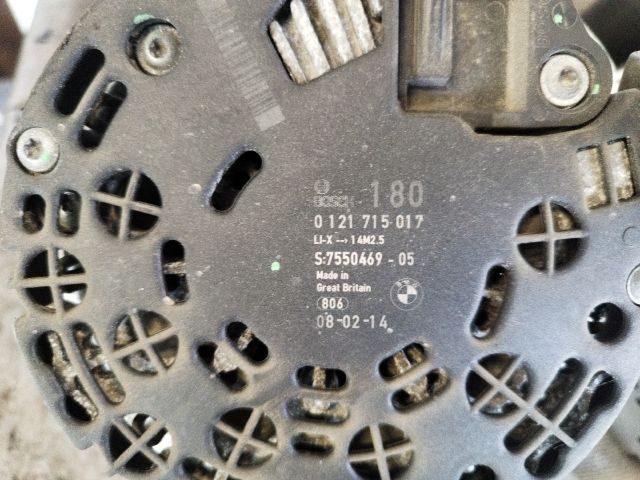 BOSCH 180
0 121 715 017
LI-X --> 14M2.5
S:7550469 - 05
Made in
Great Britain
806
08-02-14